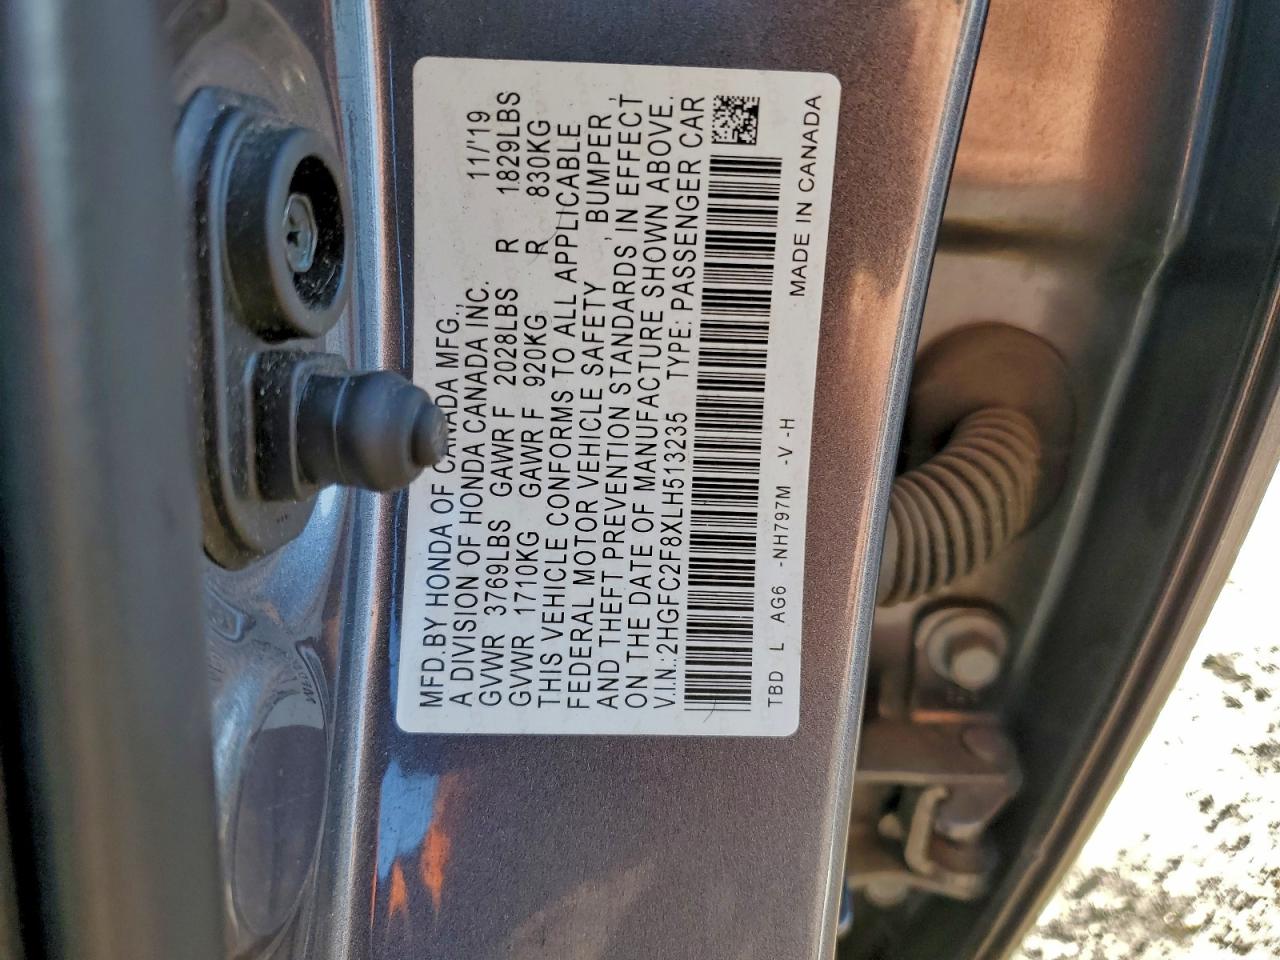 MFD.BY HONDA OF CANADA MFG.,
A DIVISION OF HONDA CANADA INC. 11/'19
GVWR 3769LBS GAWR F 2028LBS R 1829LBS
GVWR 1710KG GAWR F 920KG R 830KG
THIS VEHICLE CONFORMS TO ALL APPLICABLE
FEDERAL MOTOR VEHICLE SAFETY, BUMPER,
AND THEFT PREVENTION STANDARDS IN EFFECT
ON THE DATE OF MANUFACTURE SHOWN ABOVE.
V.I.N.:2HGFC2F8XLH513235 TYPE: PASSENGER CAR
TBD L AG6 -NH797M -V -H
MADE IN CANADA